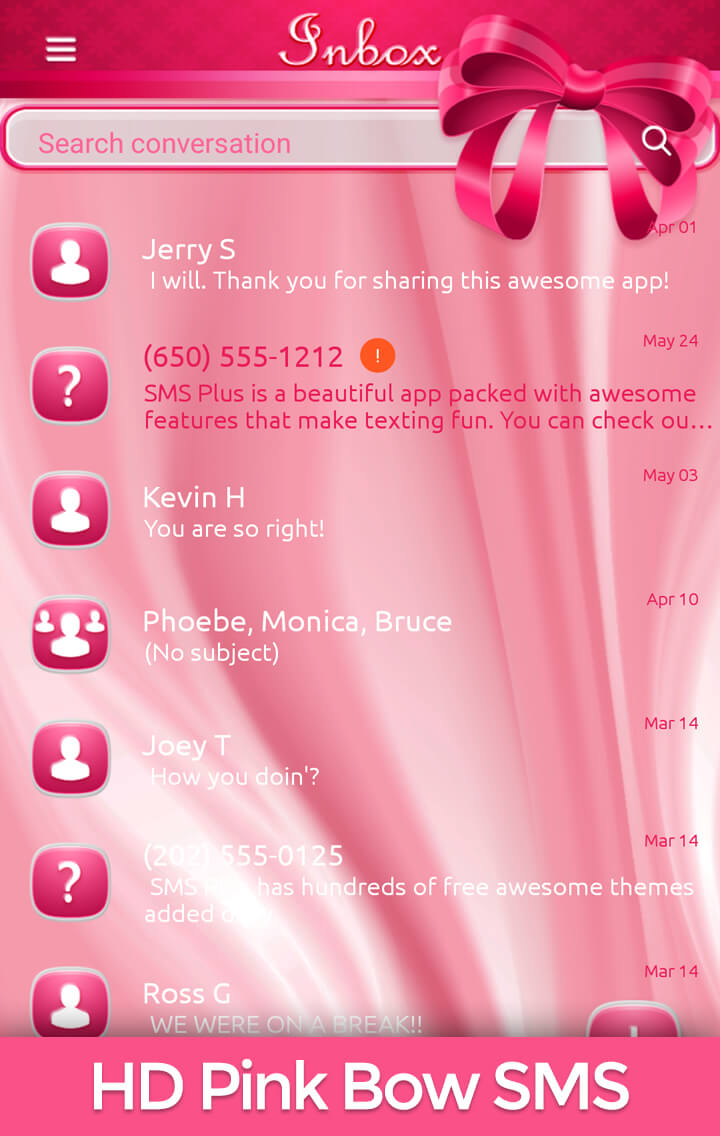 Inbox
Search conversation
Apr 01
Jerry S
I will. Thank you for sharing this awesome app!
May 24
(650) 555-1212 !
SMS Plus is a beautiful app packed with awesome
features that make texting fun. You can check ou...
May 03
Kevin H
You are so right!
Apr 10
Phoebe, Monica, Bruce
(No subject)
Mar 14
Joey T
How you doin'?
Mar 14
(202) 555-0125
SMS Plus has hundreds of free awesome themes
added
Mar 14
Ross G
WE WERE ON A BREAK!!
HD Pink Bow SMS